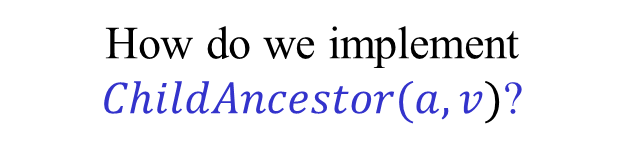 How do we implement
ChildAncestor(a, v)?